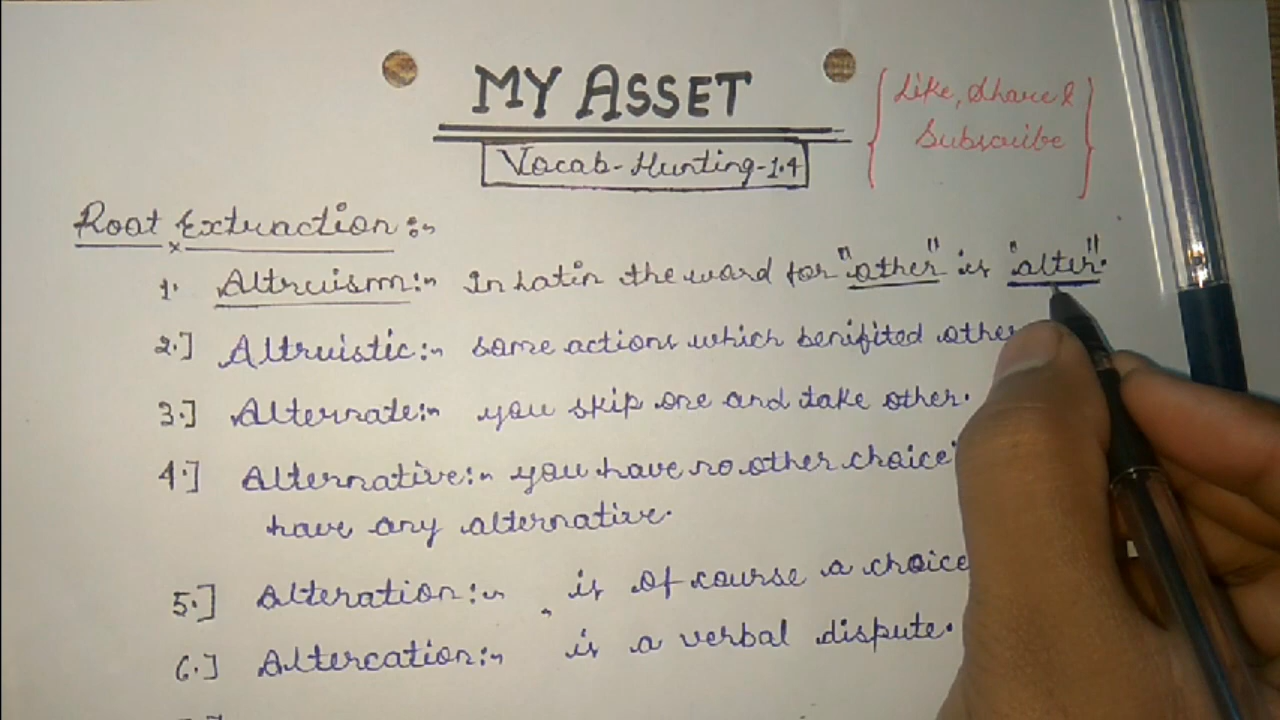 MY ASSET
{Like, Share &
Subscribe}
Vocab-Hunting-1.4
Root Extraction:-
1. Altruism:- In Latin the word for "other" is "alter".
2.] Altruistic:- some actions which benifited other
3.] Alternate:- you skip one and take other.
4.] Alternative:- you have no other choice
have any alternative.
5.] Alteration:- is of course a choice
6.] Altercation:- is a verbal dispute.